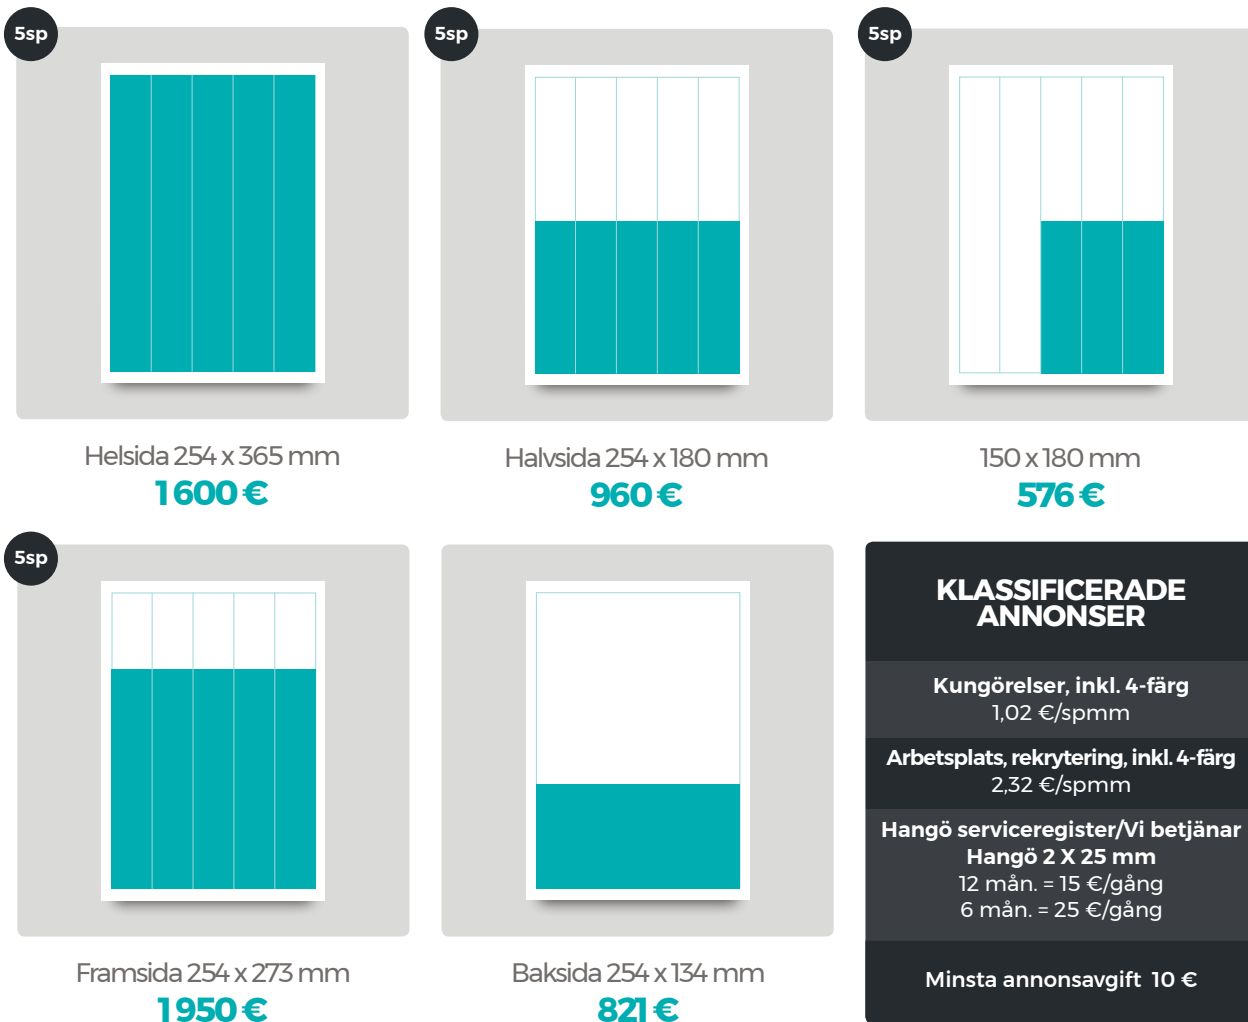 5sp
5sp
5sp
Helsida 254 x 365 mm
1 600 €
Halvsida 254 x 180 mm
960 €
150 x 180 mm
576 €
5sp
Framsida 254 x 273 mm
1 950 €
Baksida 254 x 134 mm
821 €
KLASSIFICERADE
ANNONSER
Kungörelser, inkl. 4-färg
1,02 €/spmm
Arbetsplats, rekrytering, inkl. 4-färg
2,32 €/spmm
Hangö serviceregister/Vi betjänar
Hangö 2 X 25 mm
12 mån. = 15 €/gång
6 mån. = 25 €/gång
Minsta annonsavgift 10 €